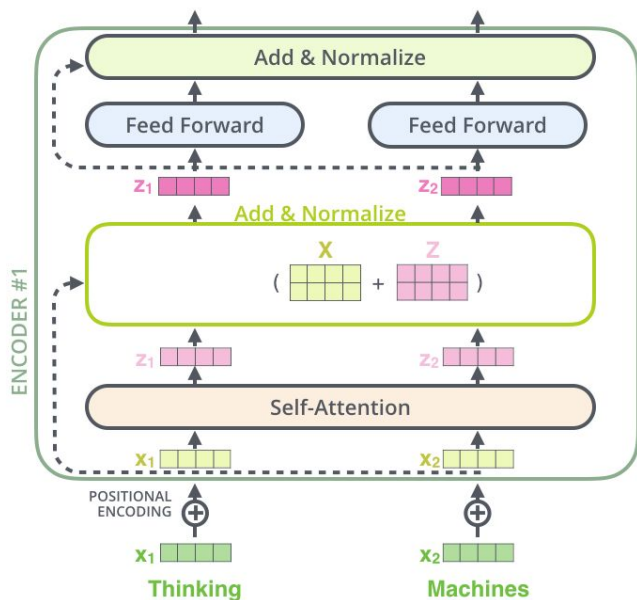 Add & Normalize
Feed Forward
Feed Forward
z1
z2
Add & Normalize
X
Z
( + )
z1
z2
Self-Attention
x1
x2
ENCODER #1
POSITIONAL
ENCODING
x1
x2
Thinking
Machines